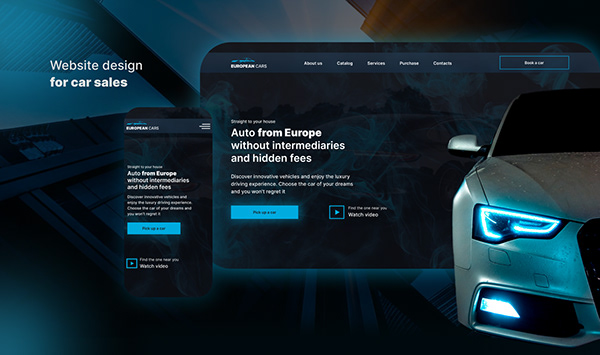 Website design
for car sales
EUROPEAN CARS
About us
Catalog
Services
Purchase
Contacts
Book a car
Straight to your house
Auto from Europe
without intermediaries
and hidden fees
Discover innovative vehicles and enjoy the luxury
driving experience. Choose the car of your dreams
and you won't regret it
Pick up a car
Find the one near you
Watch video
EUROPEAN CARS
Straight to your house
Auto from Europe
without intermediaries
and hidden fees
Discover innovative vehicles and
enjoy the luxury driving experience.
Choose the car of your dreams and
you won't regret it
Pick up a car
Find the one near you
Watch video